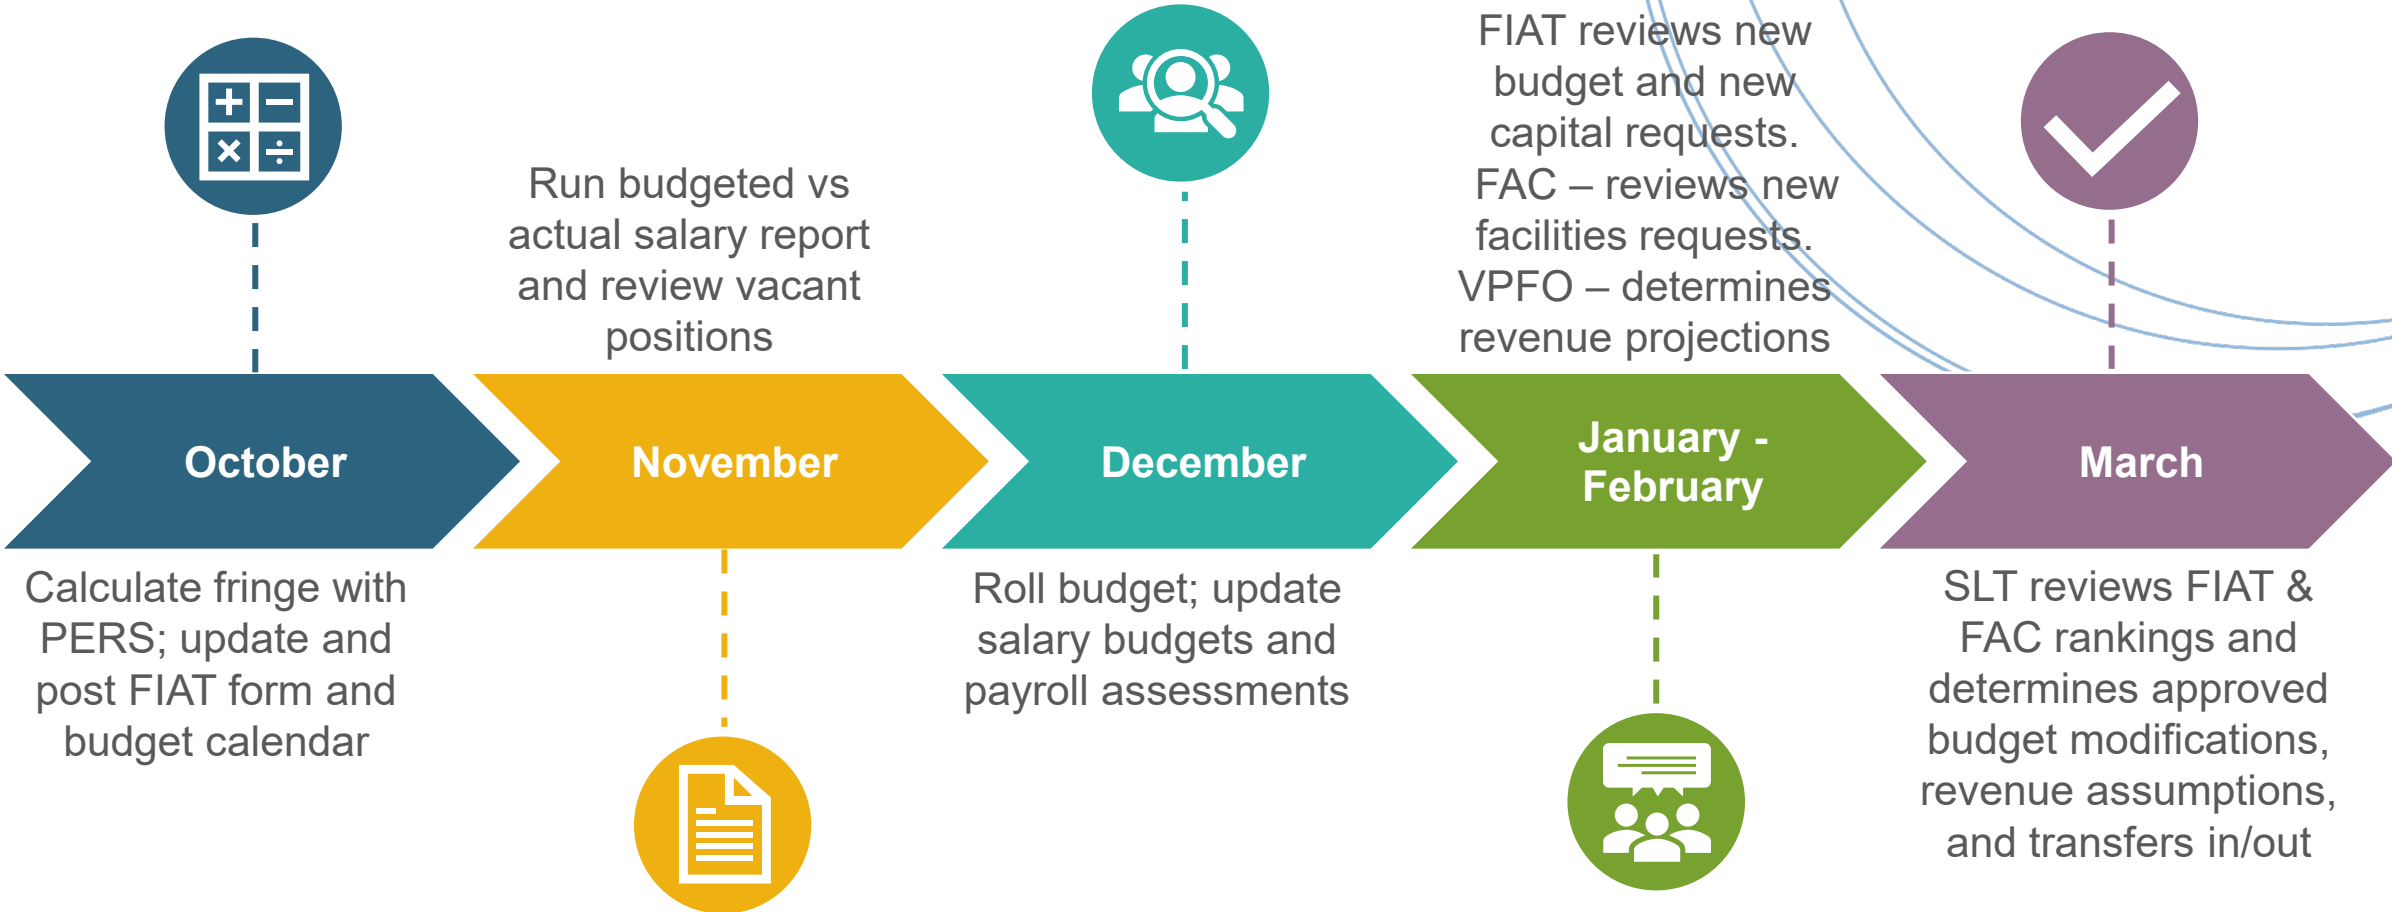 October
Calculate fringe with
PERS; update and
post FIAT form and
budget calendar
Run budgeted vs
actual salary report
and review vacant
positions
November
December
Roll budget; update
salary budgets and
payroll assessments
FIAT reviews new
budget and new
capital requests.
FAC – reviews new
facilities requests.
VPFO – determines
revenue projections
January -
February
March
SLT reviews FIAT &
FAC rankings and
determines approved
budget modifications,
revenue assumptions,
and transfers in/out